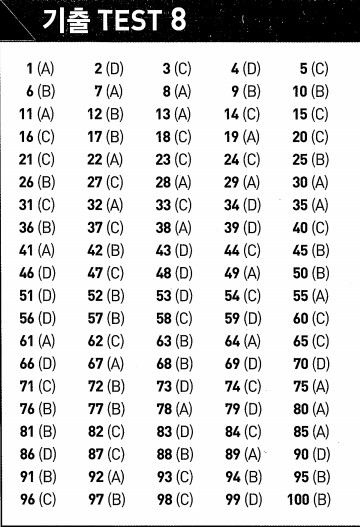 기출 TEST 8
1 (A) 2 (D) 3 (C) 4 (D) 5 (C)
6 (B) 7 (A) 8 (A) 9 (B) 10 (B)
11 (A) 12 (B) 13 (A) 14 (C) 15 (C)
16 (C) 17 (B) 18 (C) 19 (A) 20 (C)
21 (C) 22 (A) 23 (C) 24 (C) 25 (B)
26 (B) 27 (C) 28 (A) 29 (A) 30 (A)
31 (C) 32 (A) 33 (C) 34 (D) 35 (A)
36 (B) 37 (C) 38 (A) 39 (D) 40 (C)
41 (A) 42 (B) 43 (D) 44 (C) 45 (B)
46 (D) 47 (C) 48 (D) 49 (A) 50 (B)
51 (D) 52 (B) 53 (D) 54 (C) 55 (A)
56 (D) 57 (B) 58 (C) 59 (D) 60 (C)
61 (A) 62 (C) 63 (B) 64 (A) 65 (C)
66 (D) 67 (A) 68 (B) 69 (D) 70 (D)
71 (C) 72 (B) 73 (D) 74 (C) 75 (A)
76 (B) 77 (B) 78 (A) 79 (D) 80 (A)
81 (B) 82 (C) 83 (D) 84 (C) 85 (A)
86 (D) 87 (C) 88 (B) 89 (A) 90 (D)
91 (B) 92 (A) 93 (C) 94 (B) 95 (B)
96 (C) 97 (B) 98 (C) 99 (D) 100 (B)